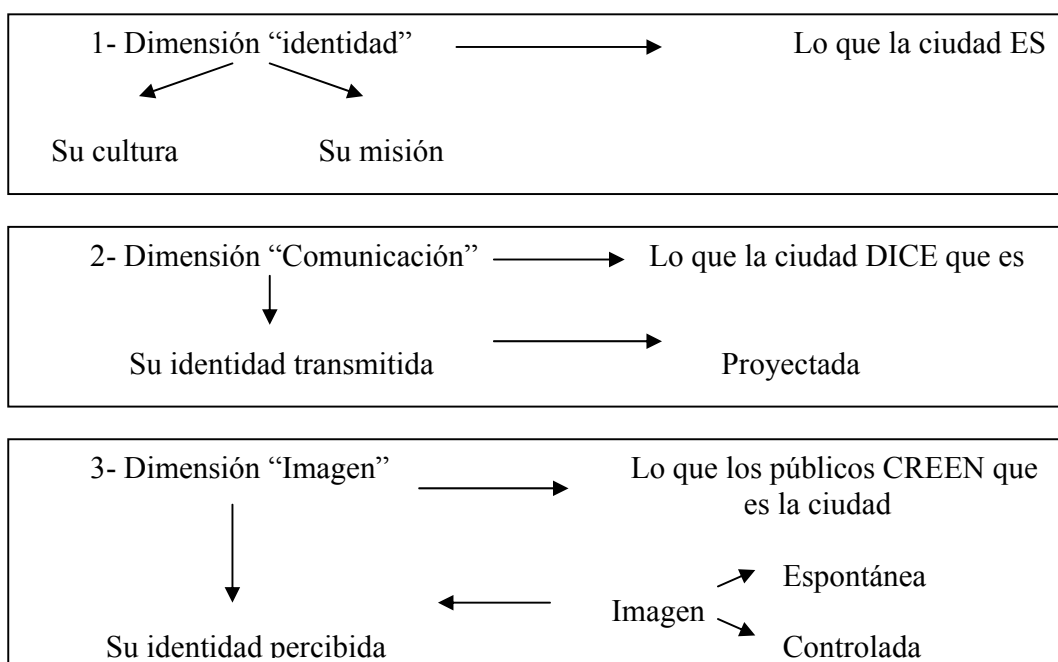 1- Dimensión “identidad” Lo que la ciudad ES
Su cultura Su misión
2- Dimensión “Comunicación” Lo que la ciudad DICE que es
Su identidad transmitida Proyectada
3- Dimensión “Imagen” Lo que los públicos CREEN que
es la ciudad
Espontánea
Imagen
Su identidad percibida Controlada